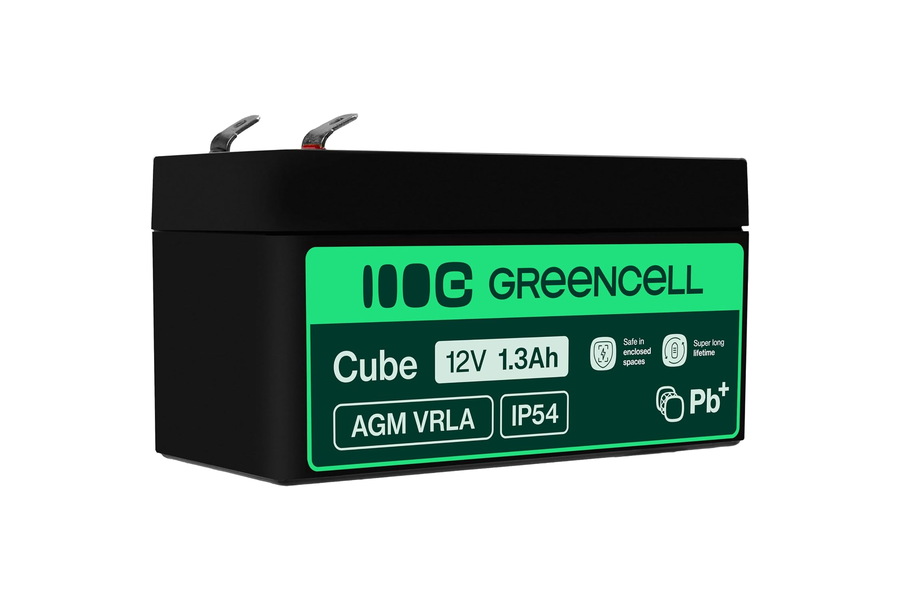 GREENCELL
Cube
12V 1.3Ah
Safe in
enclosed
spaces
Super long
lifetime
AGM VRLA
IP54
Pb+